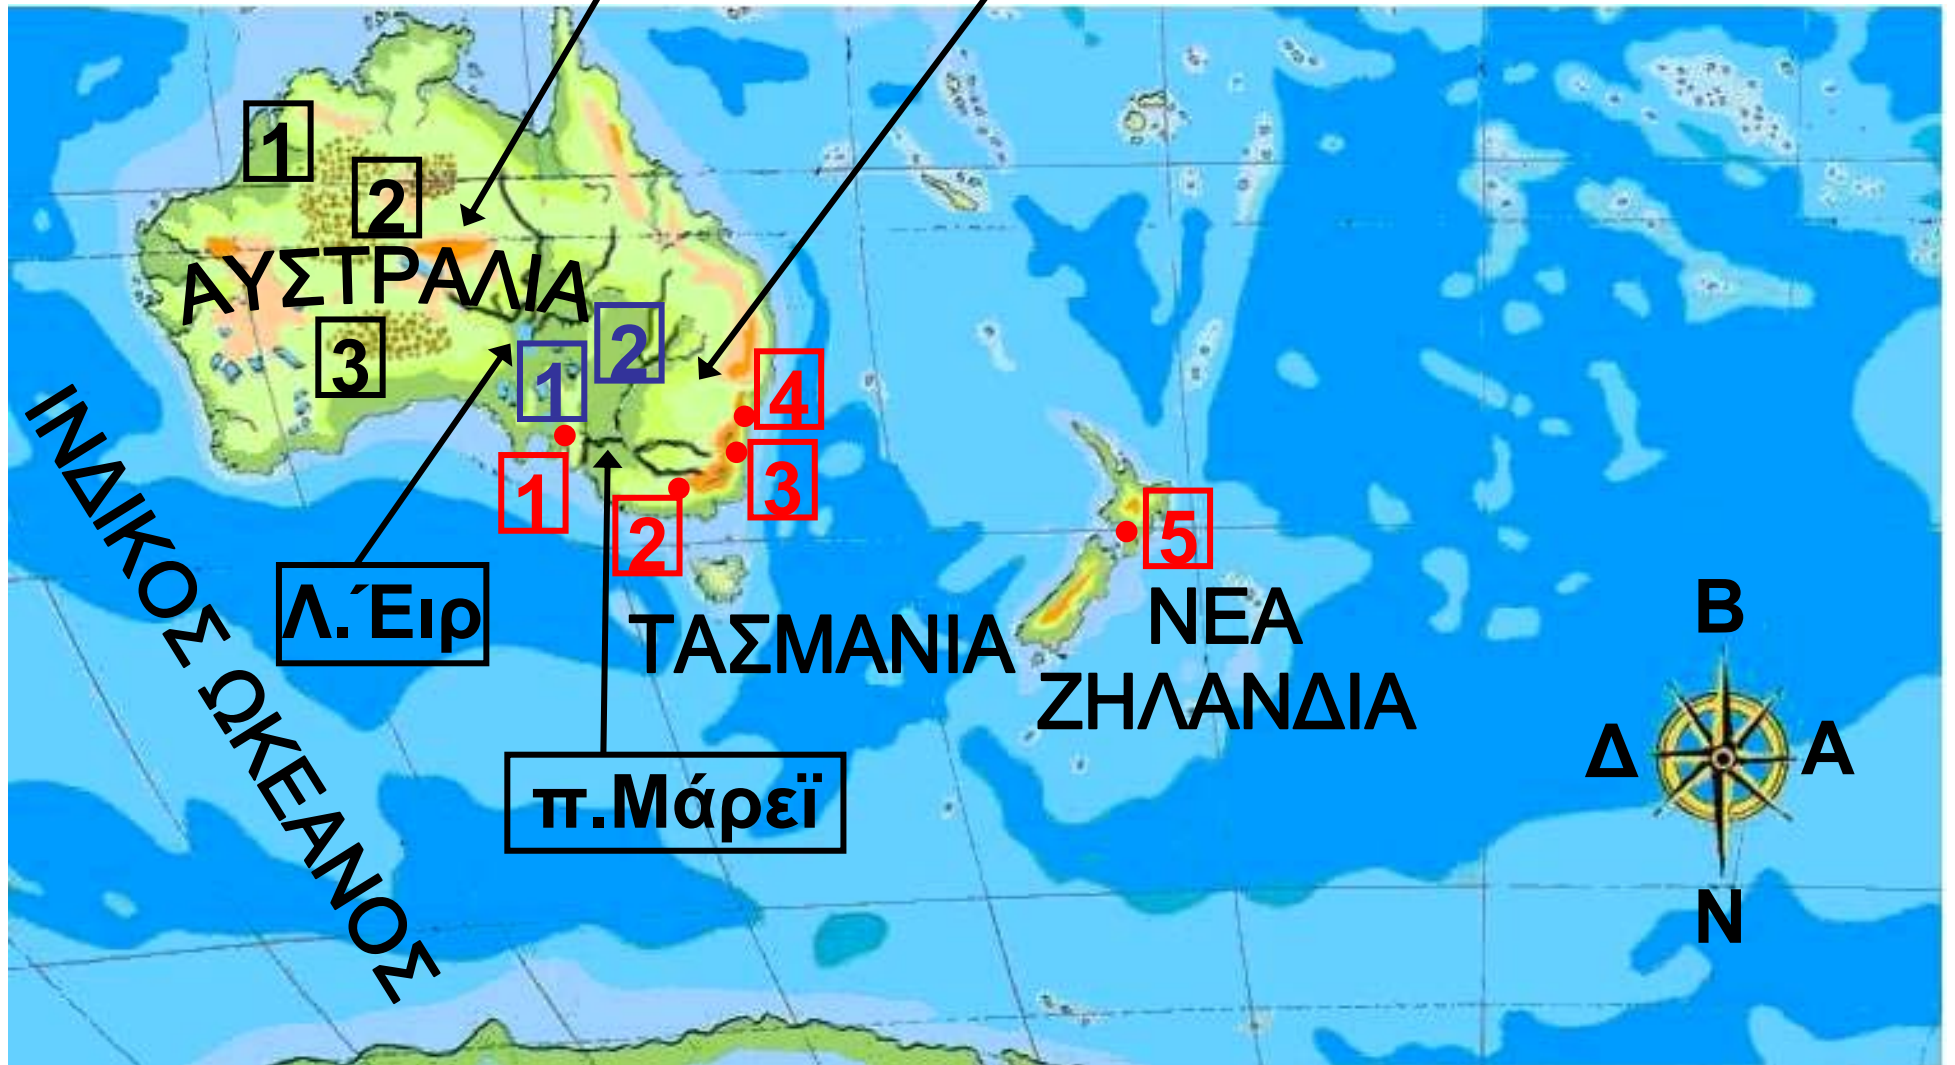 1
2
ΑΥΣΤΡΑΛΙΑ
3
2
1
4
3
1
2
5
ΙΝΔΙΚΟΣ ΩΚΕΑΝΟΣ
Λ.Έιρ
π.Μάρεϊ
ΤΑΣΜΑΝΙΑ
ΝΕΑ
ΖΗΛΑΝΔΙΑ
Β
Δ
Α
Ν